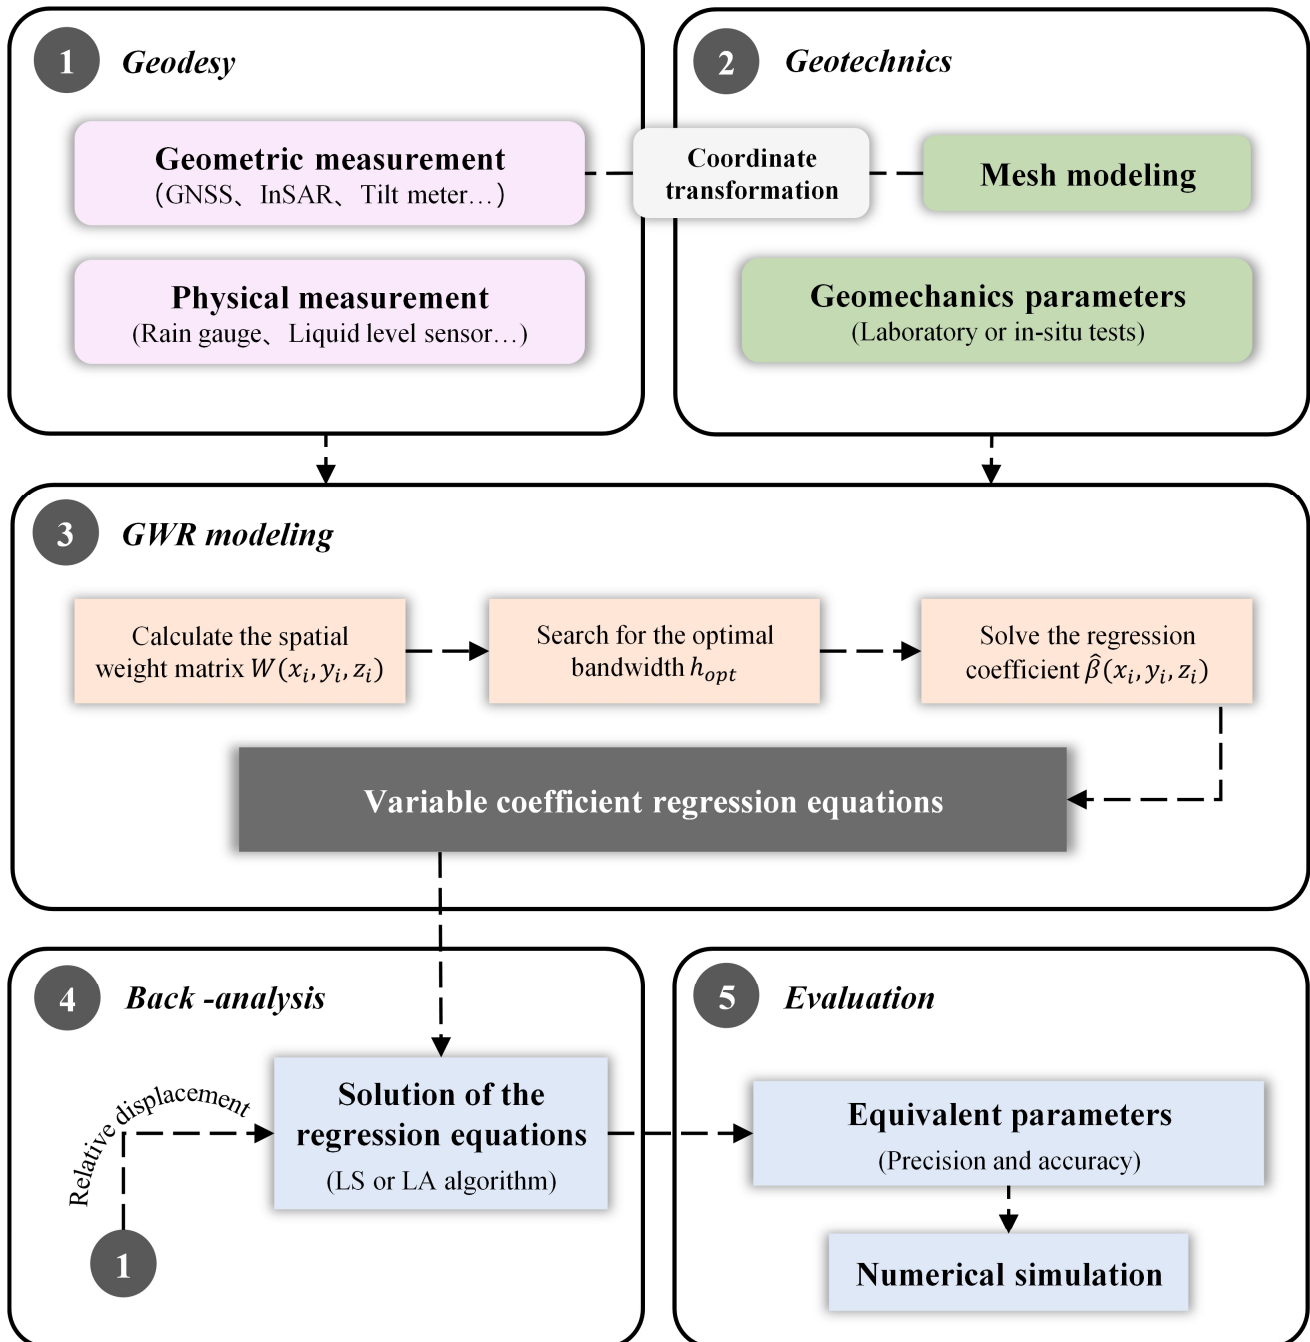 1 Geodesy
Geometric measurement
(GNSS、InSAR、Tilt meter…)
Physical measurement
(Rain gauge、Liquid level sensor…)
2 Geotechnics
Coordinate
transformation
Mesh modeling
Geomechanics parameters
(Laboratory or in-situ tests)
3 GWR modeling
Calculate the spatial
weight matrix W(xᵢ, yᵢ, zᵢ)
Search for the optimal
bandwidth h_opt
Solve the regression
coefficient β̂(xᵢ, yᵢ, zᵢ)
Variable coefficient regression equations
4 Back -analysis
Relative displacement
1
Solution of the
regression equations
(LS or LA algorithm)
5 Evaluation
Equivalent parameters
(Precision and accuracy)
Numerical simulation